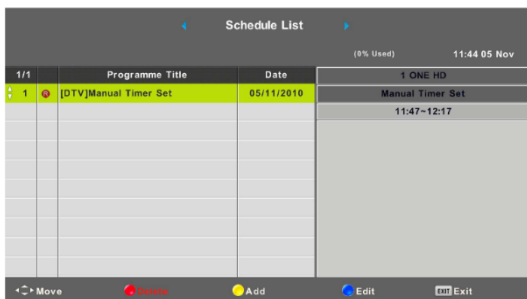 Schedule List
(0% Used) 11:44 05 Nov
1/1 Programme Title Date 1 ONE HD
1 [DTV]Manual Timer Set 05/11/2010 Manual Timer Set
11:47~12:17
Move Delete Add Edit EXIT Exit